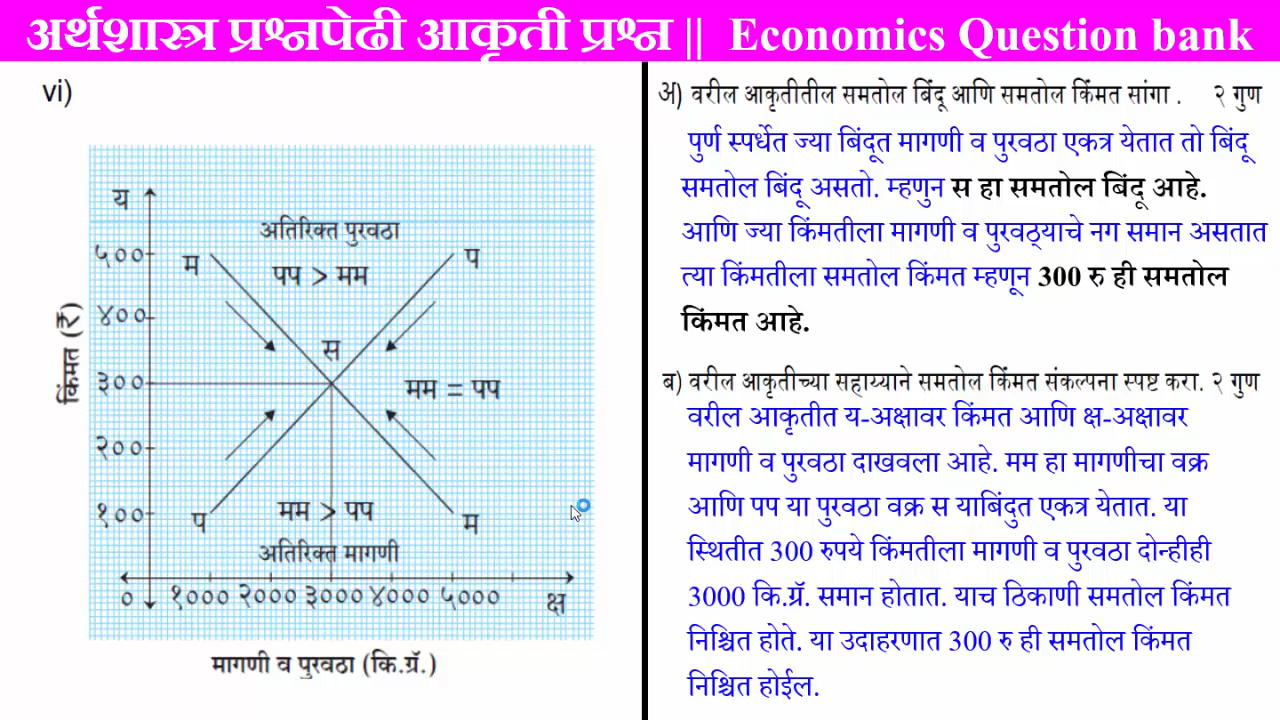 अर्थशास्त्र प्रश्नपेढी आकृती प्रश्न || Economics Question bank
vi)
य
अतिरिक्त पुरवठा
५००
म
पप > मम
प
४००
स
किंमत (₹)
३००
मम = पप
२००
१००
प
मम > पप
म
अतिरिक्त मागणी
० १००० २००० ३००० ४००० ५००० क्ष
मागणी व पुरवठा (कि.ग्रॅ.)
अ) वरील आकृतीतील समतोल बिंदू आणि समतोल किंमत सांगा . २ गुण
पुर्ण स्पर्धेत ज्या बिंदूत मागणी व पुरवठा एकत्र येतात तो बिंदू
समतोल बिंदू असतो. म्हणुन स हा समतोल बिंदू आहे.
आणि ज्या किंमतीला मागणी व पुरवठ्याचे नग समान असतात
त्या किंमतीला समतोल किंमत म्हणून 300 रु ही समतोल
किंमत आहे.
ब) वरील आकृतीच्या सहाय्याने समतोल किंमत संकल्पना स्पष्ट करा. २ गुण
वरील आकृतीत य-अक्षावर किंमत आणि क्ष-अक्षावर
मागणी व पुरवठा दाखवला आहे. मम हा मागणीचा वक्र
आणि पप या पुरवठा वक्र स याबिंदुत एकत्र येतात. या
स्थितीत 300 रुपये किंमतीला मागणी व पुरवठा दोन्हीही
3000 कि.ग्रॅ. समान होतात. याच ठिकाणी समतोल किंमत
निश्चित होते. या उदाहरणात 300 रु ही समतोल किंमत
निश्चित होईल.